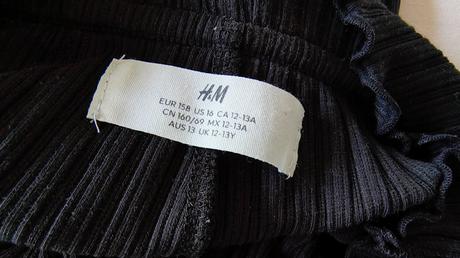 H&M
EUR 158 US 16 CA 12-13A
CN 160/69 MX 12-13A
AUS 13 UK 12-13Y